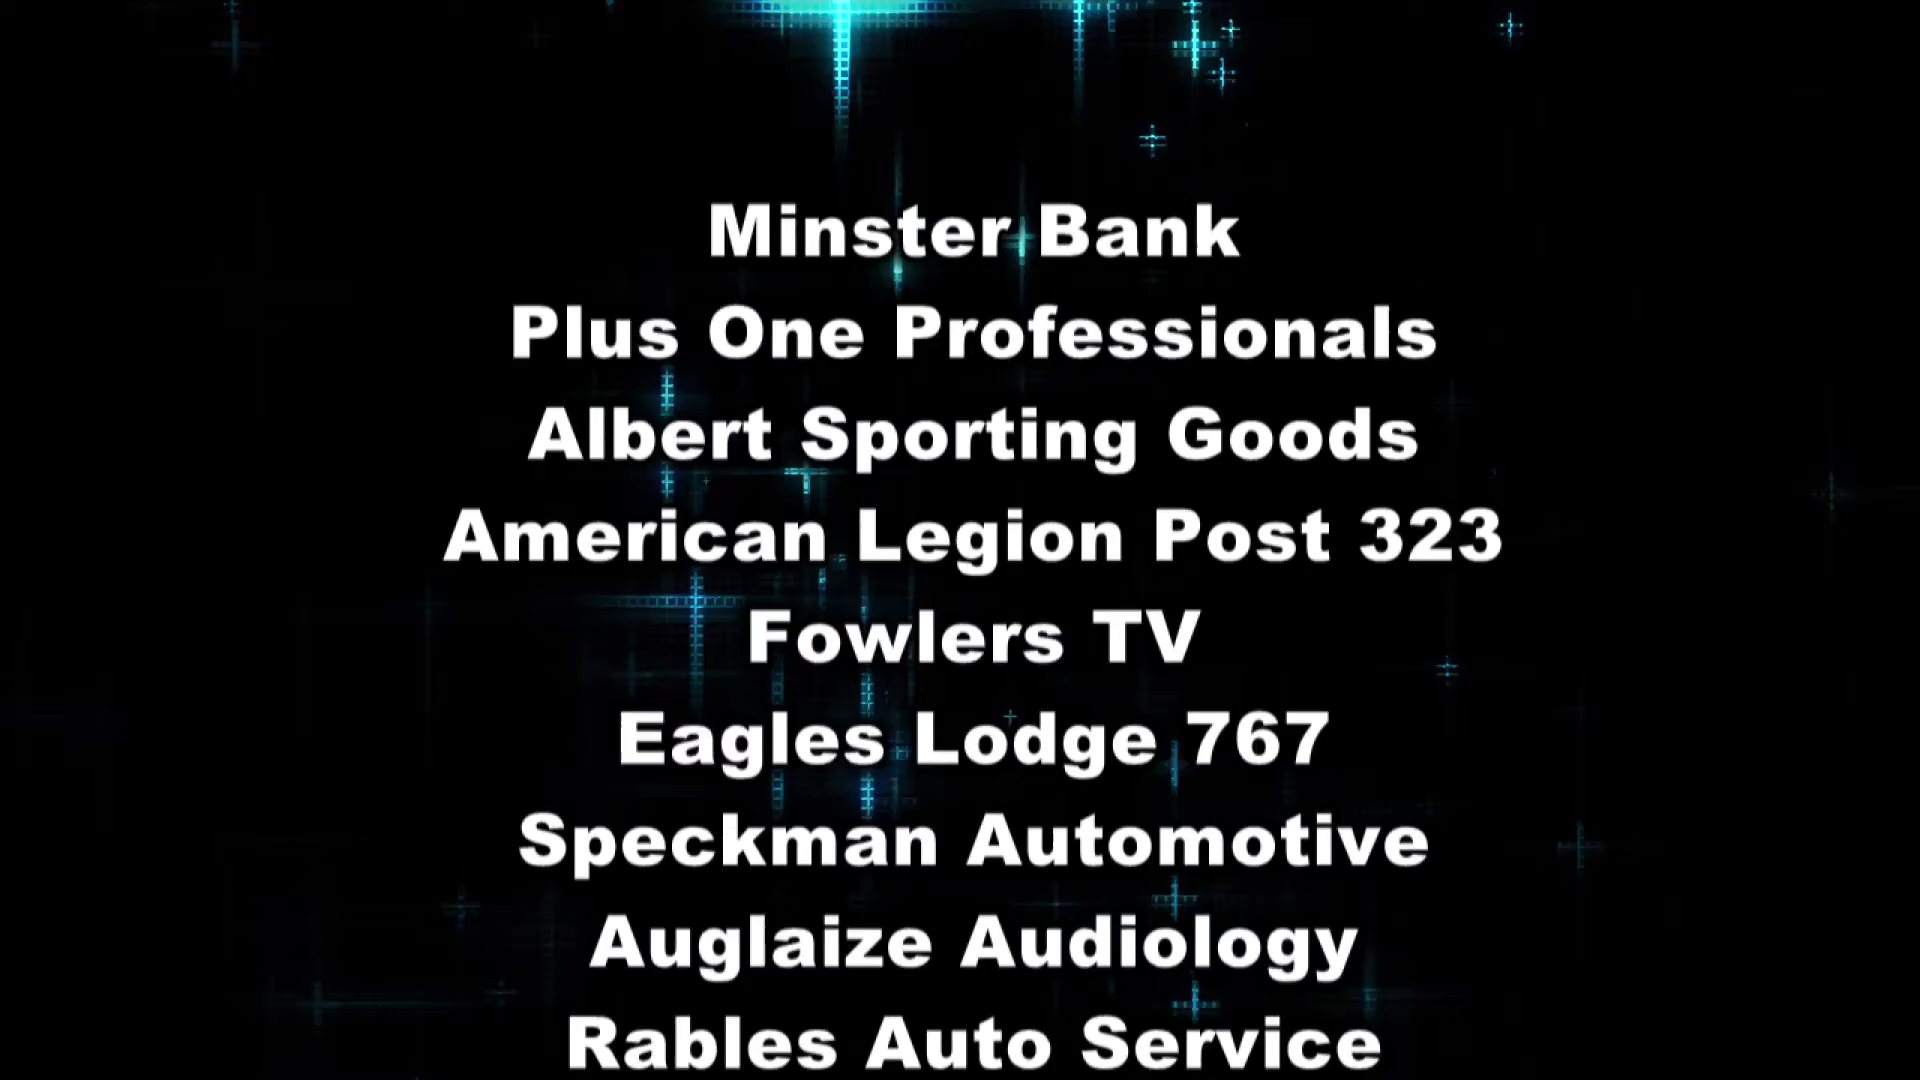 Minster Bank
Plus One Professionals
Albert Sporting Goods
American Legion Post 323
Fowlers TV
Eagles Lodge 767
Speckman Automotive
Auglaize Audiology
Rables Auto Service